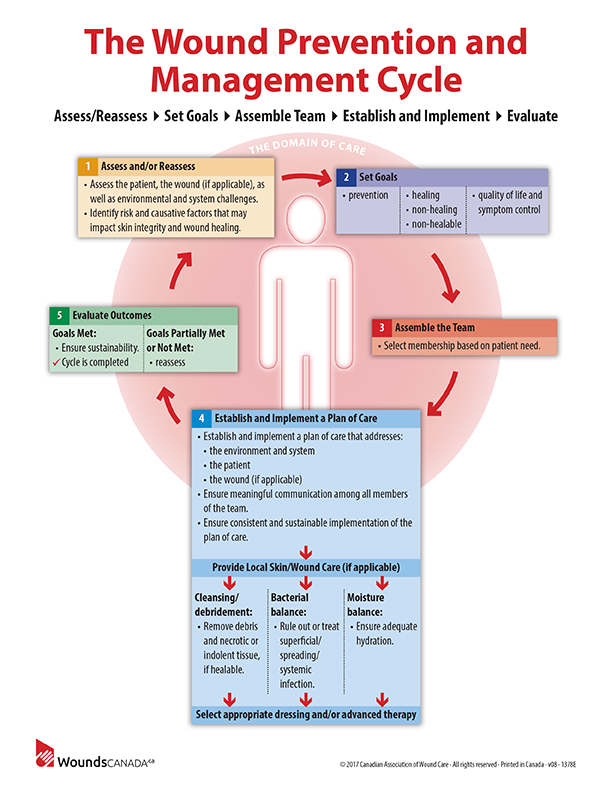 The Wound Prevention and
Management Cycle
Assess/Reassess ▸ Set Goals ▸ Assemble Team ▸ Establish and Implement ▸ Evaluate
THE DOMAIN OF CARE
1 Assess and/or Reassess
• Assess the patient, the wound (if applicable), as
well as environmental and system challenges.
• Identify risk and causative factors that may
impact skin integrity and wound healing.
2 Set Goals
• prevention
• healing
• non-healing
• non-healable
• quality of life and
symptom control
3 Assemble the Team
• Select membership based on patient need.
4 Establish and Implement a Plan of Care
• Establish and implement a plan of care that addresses:
• the environment and system
• the patient
• the wound (if applicable)
• Ensure meaningful communication among all members
of the team.
• Ensure consistent and sustainable implementation of the
plan of care.
Provide Local Skin/Wound Care (if applicable)
Cleansing/
debridement:
• Remove debris
and necrotic or
indolent tissue,
if healable.
Bacterial
balance:
• Rule out or treat
superficial/
spreading/
systemic
infection.
Moisture
balance:
• Ensure adequate
hydration.
Select appropriate dressing and/or advanced therapy
5 Evaluate Outcomes
Goals Met:
• Ensure sustainability.
✓ Cycle is completed
Goals Partially Met
or Not Met:
• reassess
WoundsCANADA.ca
© 2017 Canadian Association of Wound Care · All rights reserved · Printed in Canada · v08 · 1378E